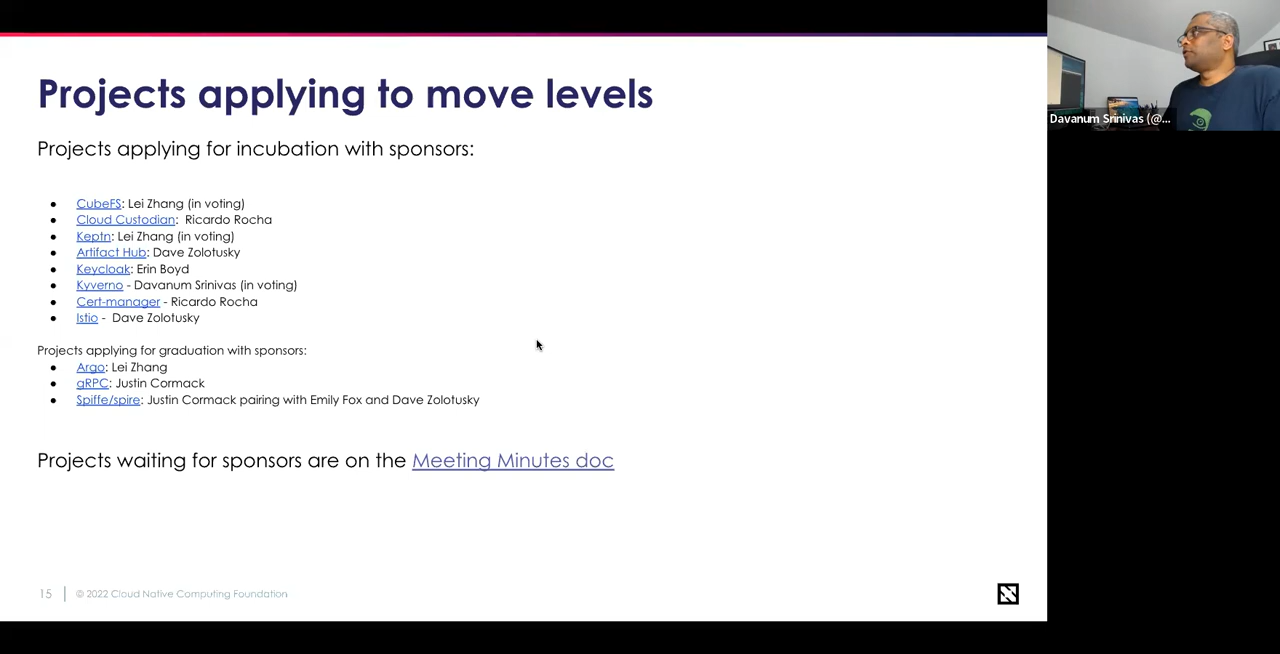 Projects applying to move levels
Projects applying for incubation with sponsors:
● CubeFS: Lei Zhang (in voting)
● Cloud Custodian: Ricardo Rocha
● Keptn: Lei Zhang (in voting)
● Artifact Hub: Dave Zolotusky
● Keycloak: Erin Boyd
● Kyverno - Davanum Srinivas (in voting)
● Cert-manager - Ricardo Rocha
● Istio - Dave Zolotusky
Projects applying for graduation with sponsors:
● Argo: Lei Zhang
● gRPC: Justin Cormack
● Spiffe/spire: Justin Cormack pairing with Emily Fox and Dave Zolotusky
Projects waiting for sponsors are on the Meeting Minutes doc
15 | © 2022 Cloud Native Computing Foundation
Davanum Srinivas (@...